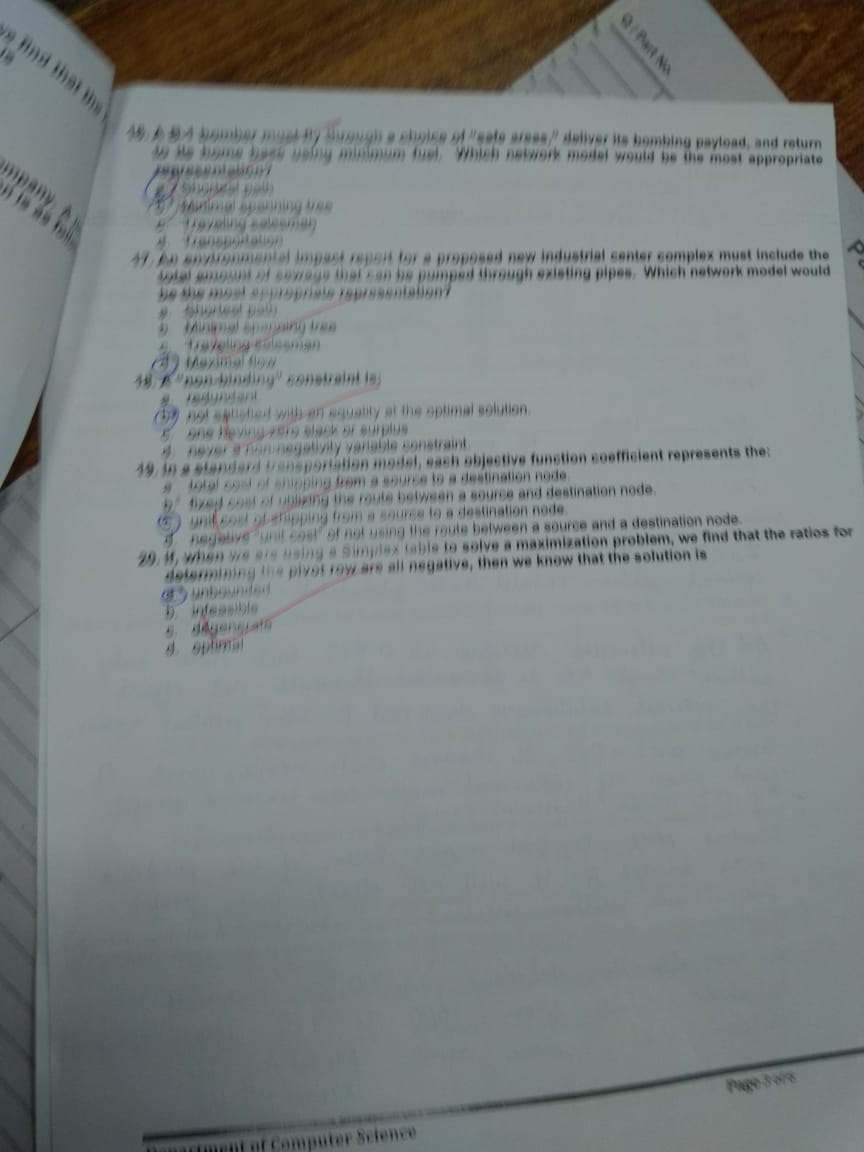 ve find that the
is
company. A
n is as follo
Q / Part No.
16. A B-1 bomber must fly through a choice of "safe areas," deliver its bombing payload, and return
to its home base using minimum fuel. Which network model would be the most appropriate
representation?
a. Shortest path
b. Minimal spanning tree
c. Traveling salesman
d. Transportation
17. An environmental impact report for a proposed new industrial center complex must include the
total amount of sewage that can be pumped through existing pipes. Which network model would
be the most appropriate representation?
a. Shortest path
b. Minimal spanning tree
c. Traveling salesman
d. Maximal flow
18. A "non-binding" constraint is:
a. redundant
b. not satisfied with an equality at the optimal solution.
c. one having zero slack or surplus
d. never a non-negativity variable constraint.
19. In a standard transportation model, each objective function coefficient represents the:
a. total cost of shipping from a source to a destination node.
b. fixed cost of utilizing the route between a source and destination node.
c. unit cost of shipping from a source to a destination node.
d. negative "unit cost" of not using the route between a source and a destination node.
20. If, when we are using a Simplex table to solve a maximization problem, we find that the ratios for
determining the pivot row are all negative, then we know that the solution is
a. unbounded
b. infeasible
c. degenerate
d. optimal
Page 5 of 6
Department of Computer Science